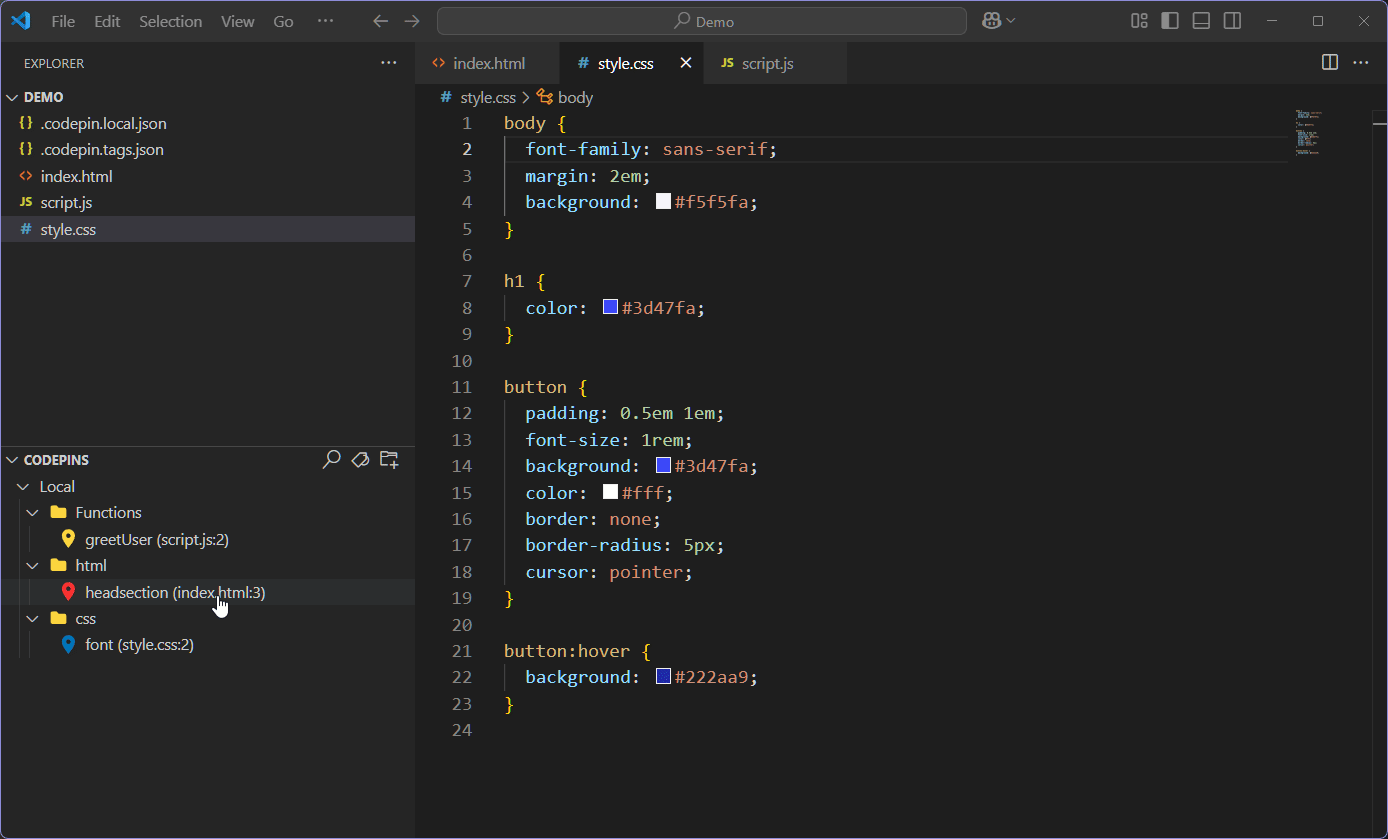 File Edit Selection View Go ··· Demo
EXPLORER ···
DEMO
{} .codepin.local.json
{} .codepin.tags.json
<> index.html
JS script.js
# style.css
CODEPINS
Local
Functions
greetUser (script.js:2)
html
headsection (index.html:3)
css
font (style.css:2)
<> index.html # style.css × JS script.js ···
# style.css > body
1 body {
2 font-family: sans-serif;
3 margin: 2em;
4 background: #f5f5fa;
5 }
6
7 h1 {
8 color: #3d47fa;
9 }
10
11 button {
12 padding: 0.5em 1em;
13 font-size: 1rem;
14 background: #3d47fa;
15 color: #fff;
16 border: none;
17 border-radius: 5px;
18 cursor: pointer;
19 }
20
21 button:hover {
22 background: #222aa9;
23 }
24